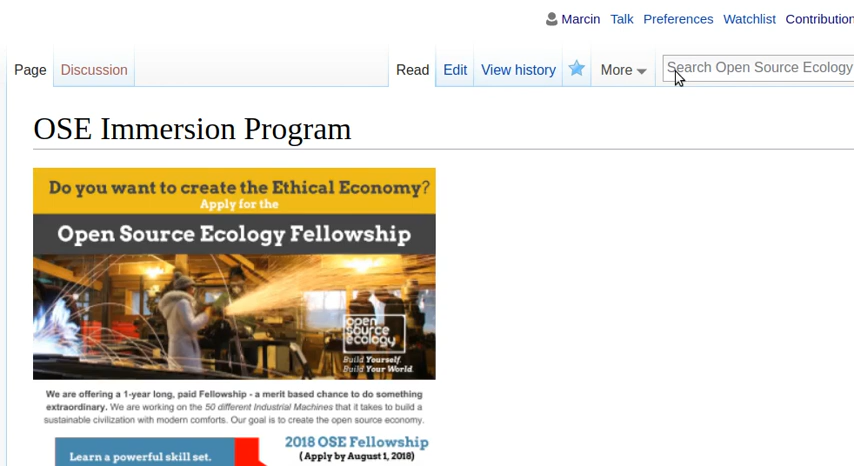 Marcin Talk Preferences Watchlist Contribution
Page Discussion Read Edit View history More Search Open Source Ecology
OSE Immersion Program
Do you want to create the Ethical Economy?
Apply for the
Open Source Ecology Fellowship
open
source
ecology
Build Yourself.
Build Your World.
We are offering a 1-year long, paid Fellowship - a merit based chance to do something
extraordinary. We are working on the 50 different Industrial Machines that it takes to build a
sustainable civilization with modern comforts. Our goal is to create the open source economy.
2018 OSE Fellowship
Learn a powerful skill set.
(Apply by August 1, 2018)